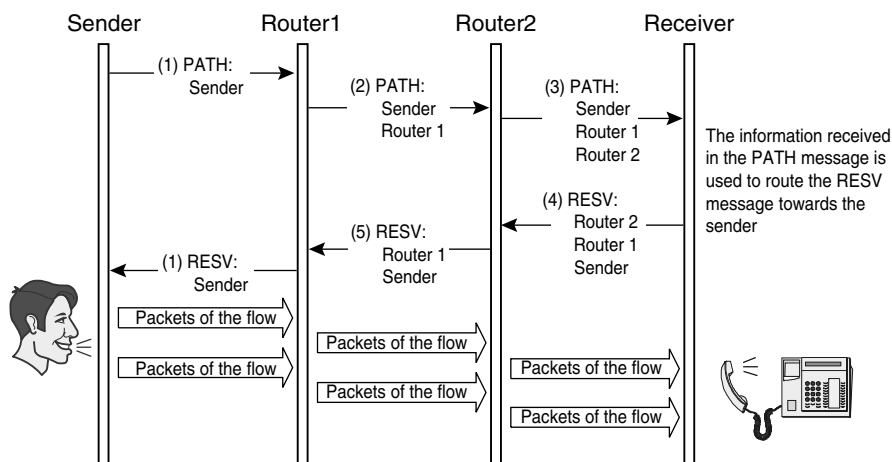 Sender Router1 Router2 Receiver
(1) PATH:
Sender
(2) PATH:
Sender
Router 1
(3) PATH:
Sender
Router 1
Router 2
The information received
in the PATH message is
used to route the RESV
message towards the
sender
(4) RESV:
Router 2
Router 1
Sender
(5) RESV:
Router 1
Sender
(1) RESV:
Sender
Packets of the flow
Packets of the flow
Packets of the flow
Packets of the flow
Packets of the flow
Packets of the flow